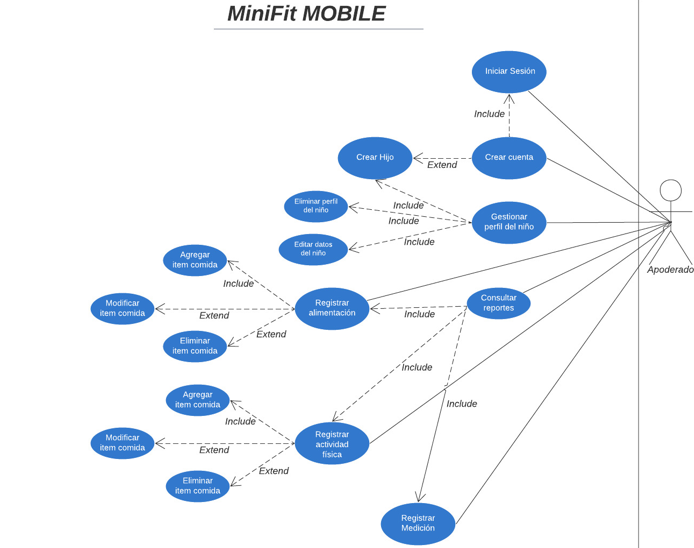 MiniFit MOBILE
Iniciar Sesión
Include
Crear Hijo
Extend
Crear cuenta
Eliminar perfil
del niño
Include
Include
Gestionar
perfil del niño
Editar datos
del niño
Include
Apoderado
Agregar
item comida
Include
Modificar
item comida
Extend
Registrar
alimentación
Include
Consultar
reportes
Eliminar
item comida
Extend
Include
Agregar
item comida
Include
Include
Modificar
item comida
Extend
Registrar
actividad
física
Eliminar
item comida
Extend
Registrar
Medición